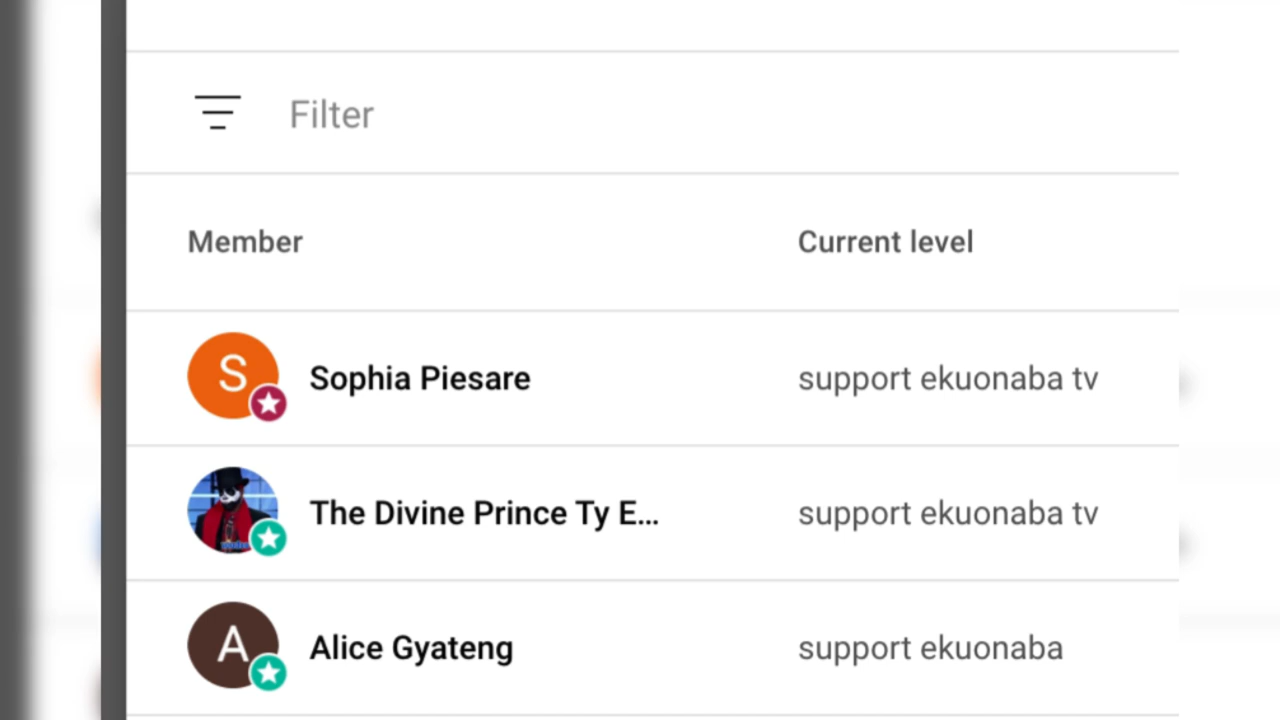 Filter
Member Current level
S Sophia Piesare support ekuonaba tv
The Divine Prince Ty E... support ekuonaba tv
A Alice Gyateng support ekuonaba